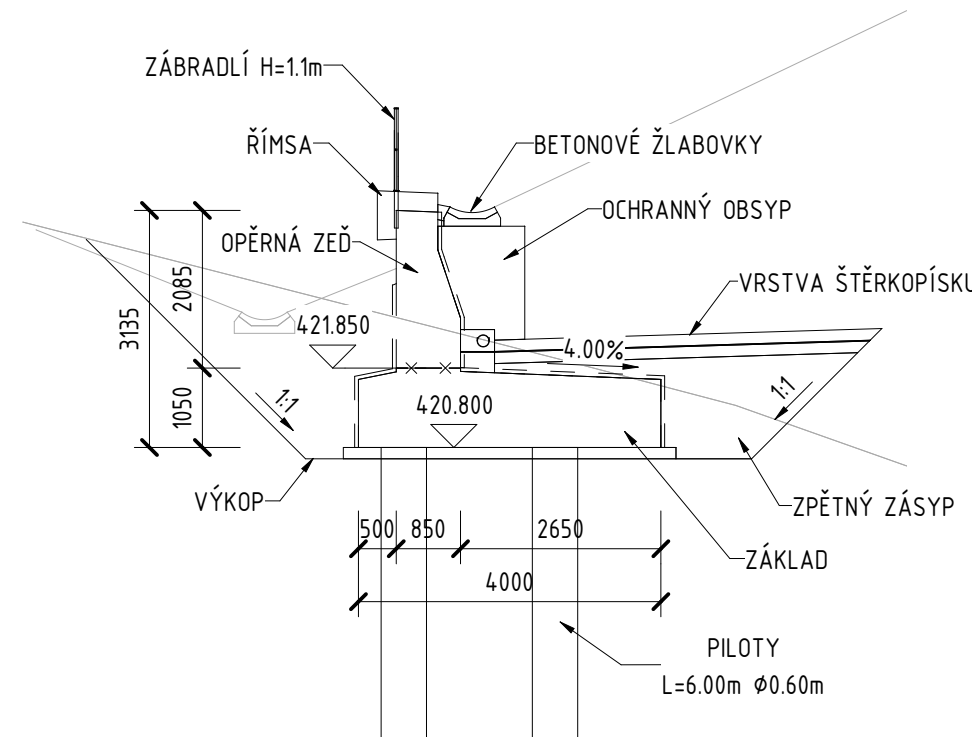 ZÁBRADLÍ H=1.1m
ŘÍMSA
BETONOVÉ ŽLABOVKY
OCHRANNÝ OBSYP
OPĚRNÁ ZEĎ
VRSTVA ŠTĚRKOPÍSKU
2085
3135
421.850
4.00%
1:1
1:1
1050
420.800
VÝKOP
ZPĚTNÝ ZÁSYP
500
850
2650
ZÁKLAD
4000
PILOTY
L=6.00m Φ0.60m